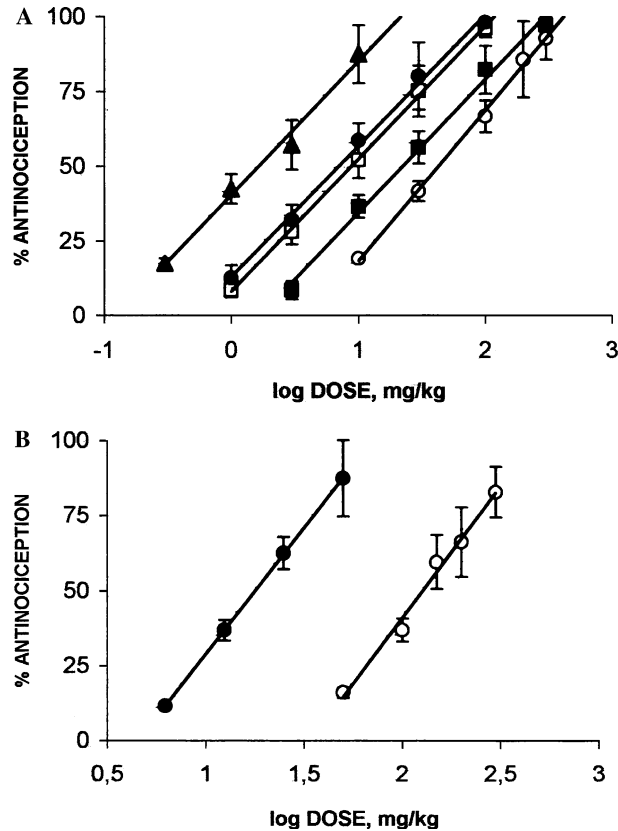 A
100
75
50
25
0
% ANTINOCICEPTION
-1 0 1 2 3
log DOSE, mg/kg
B
100
75
50
25
0
% ANTINOCICEPTION
0,5 1 1,5 2 2,5 3
log DOSE, mg/kg